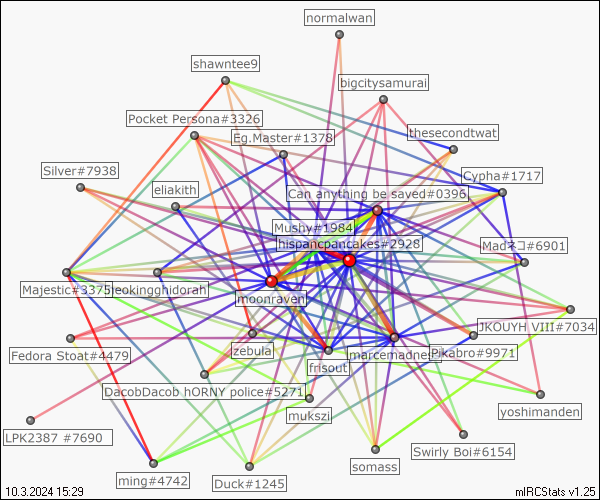 normalwan
shawntee9
bigcitysamurai
Pocket Persona#3326
Eg.Master#1378
thesecondtwat
Silver#7938
eliakith
Cypha#1717
Can anything be saved#0396
Mushy#1984
hispancpancakes#2928
Madネコ#6901
Majestic#3375
leokinghidorah
moonraven
JKOUYH VIII#7034
Fedora Stoat#4479
zebula
frisout
marcemadne
Pikabro#9971
DacobDacob hORNY police#5271
mukszi
yoshimanden
LPK2387 #7690
somass
Swirly Boi#6154
ming#4742
Duck#1245
10.3.2024 15:29
mIRCStats v1.25